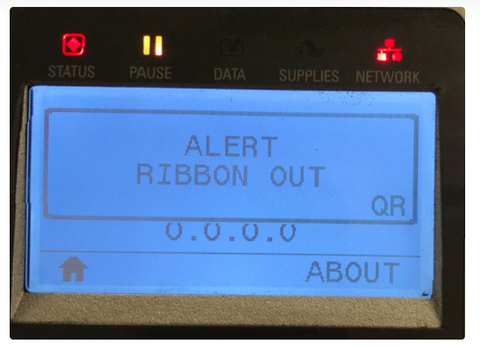 STATUS PAUSE DATA SUPPLIES NETWORK
ALERT
RIBBON OUT
QR
0.0.0.0
ABOUT